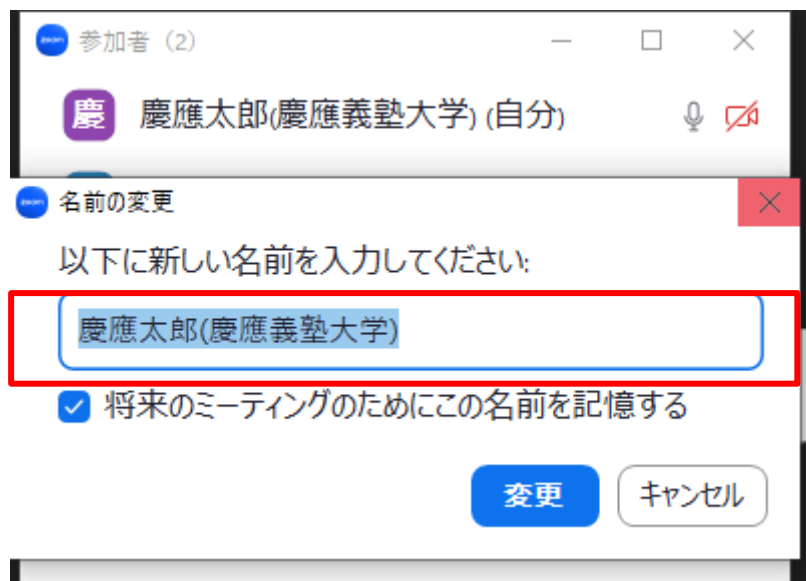 zoom 参加者 (2)
慶 慶應太郎(慶應義塾大学) (自分)
zoom 名前の変更
以下に新しい名前を入力してください:
慶應太郎(慶應義塾大学)
将来のミーティングのためにこの名前を記憶する
変更 キャンセル